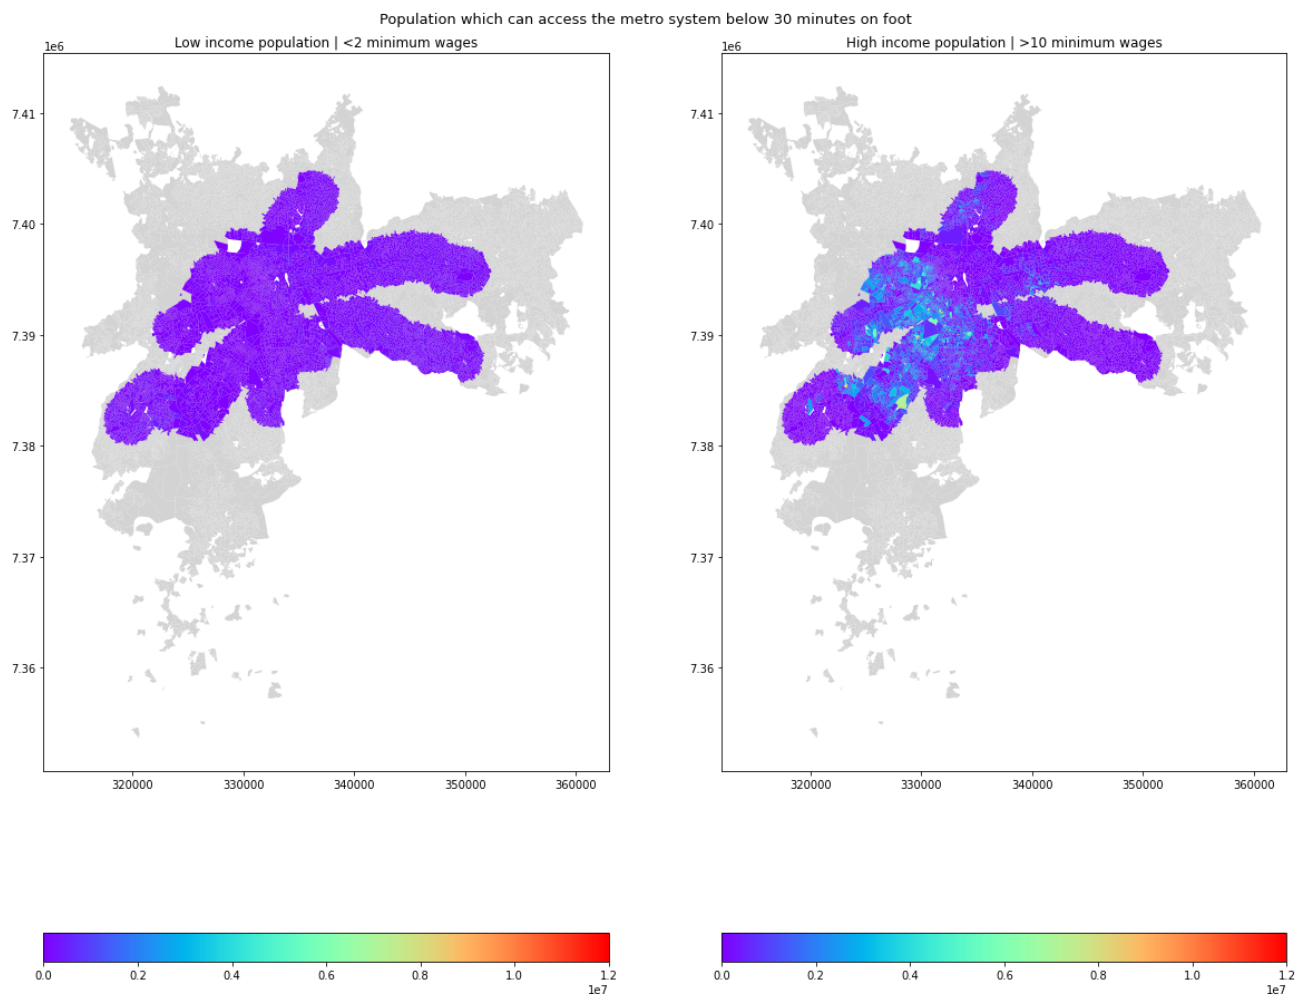 Population which can access the metro system below 30 minutes on foot
Low income population | <2 minimum wages
1e6
7.41
7.40
7.39
7.38
7.37
7.36
320000 330000 340000 350000 360000
High income population | >10 minimum wages
1e6
7.41
7.40
7.39
7.38
7.37
7.36
320000 330000 340000 350000 360000
0.0 0.2 0.4 0.6 0.8 1.0 1.2
1e7
0.0 0.2 0.4 0.6 0.8 1.0 1.2
1e7